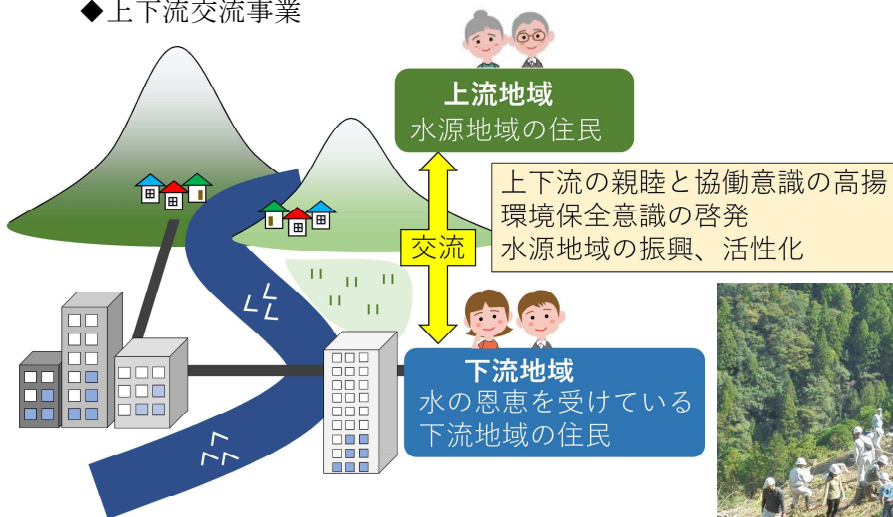 ◆上下流交流事業
上流地域
水源地域の住民
上下流の親睦と協働意識の高揚
環境保全意識の啓発
水源地域の振興、活性化
交流
下流地域
水の恩恵を受けている
下流地域の住民